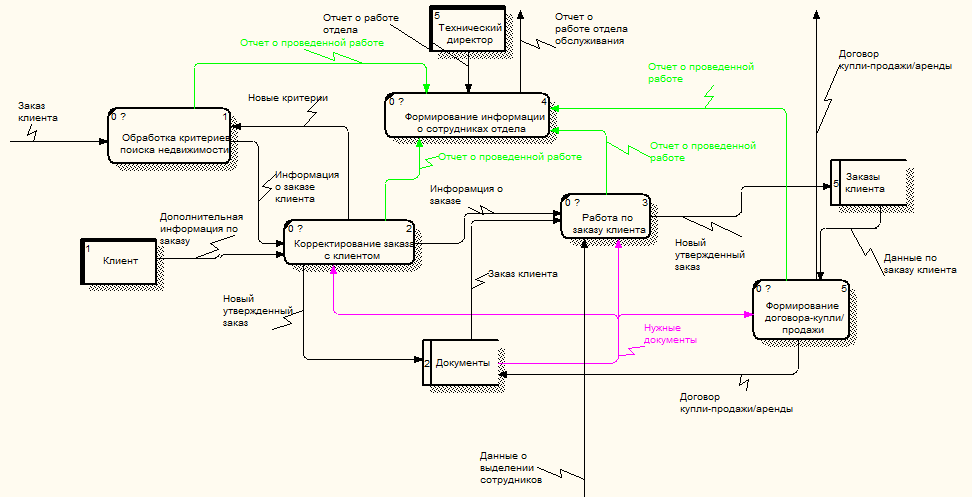 Отчет о работе
отдела
Отчет о проведенной работе
5
Технический
директор
Отчет о
работе отдела
обслуживания
Договор
купли-продажи/аренды
Отчет о проведенной
работе
Заказ
клиента
0 ?
1
Обработка критериев
поиска недвижимости
Новые критерии
0 ?
4
Формирование информации
о сотрудниках отдела
Отчет о проведенной работе
Отчет о проведенной
работе
Информация
о заказе
клиента
Инфорамция о
заказе
0 ?
3
Работа по
заказу клиента
5
Заказы
клиента
Дополнительная
информация по
заказу
1
Клиент
0 ?
2
Корректирование заказа
с клиентом
Новый
утвержденный
заказ
Данные по
заказу клиента
Заказ клиента
0 ?
5
Формирование
договора-купли/
продажи
Новый
утвержденный
заказ
Нужные
документы
2
Документы
Договор
купли-продажи/аренды
Данные о
выделении
сотрудников